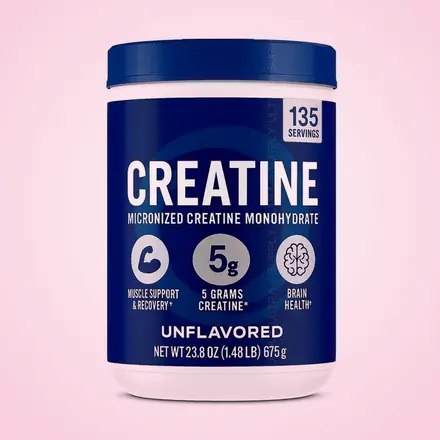 135
SERVINGS
CREATINE
MICRONIZED CREATINE MONOHYDRATE
5g
MUSCLE SUPPORT
& RECOVERY†
5 GRAMS
CREATINE*
BRAIN
HEALTH†
UNFLAVORED
NET WT 23.8 OZ (1.48 LB) 675g